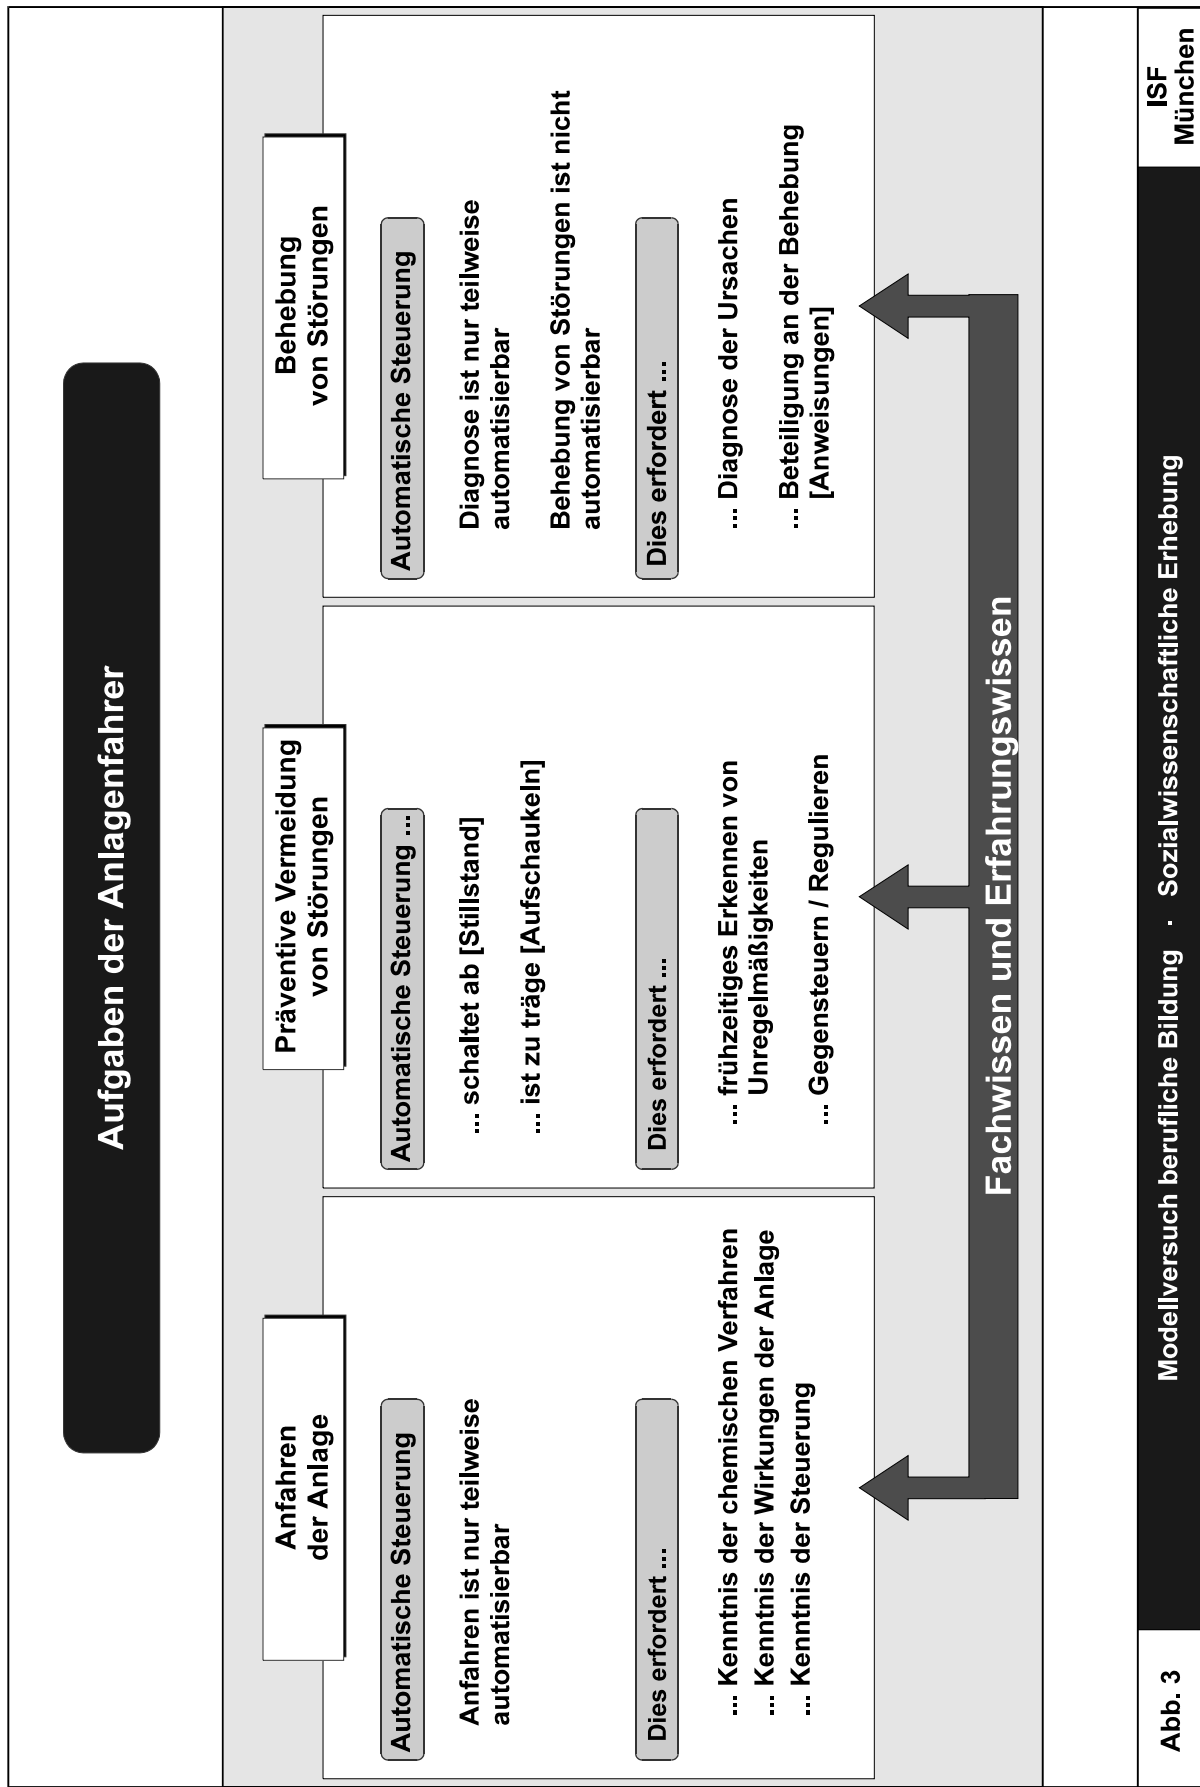 Aufgaben der Anlagenfahrer
Anfahren
der Anlage
Automatische Steuerung
Anfahren ist nur teilweise
automatisierbar
Dies erfordert ...
... Kenntnis der chemischen Verfahren
... Kenntnis der Wirkungen der Anlage
... Kenntnis der Steuerung
Präventive Vermeidung
von Störungen
Automatische Steuerung ...
... schaltet ab [Stillstand]
... ist zu träge [Aufschaukeln]
Dies erfordert ...
... frühzeitiges Erkennen von
Unregelmäßigkeiten
... Gegensteuern / Regulieren
Behebung
von Störungen
Automatische Steuerung
Diagnose ist nur teilweise
automatisierbar
Behebung von Störungen ist nicht
automatisierbar
Dies erfordert ...
... Diagnose der Ursachen
... Beteiligung an der Behebung
[Anweisungen]
Fachwissen und Erfahrungswissen
Abb. 3
Modellversuch berufliche Bildung · Sozialwissenschaftliche Erhebung
ISF
München